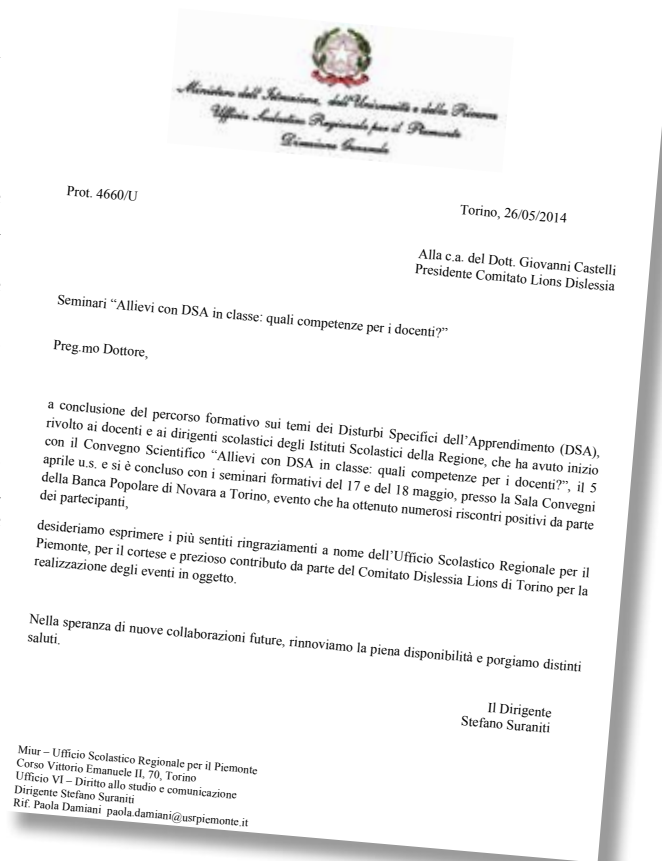 Ministero dell'Istruzione, dell'Università e della Ricerca
Ufficio Scolastico Regionale per il Piemonte
Direzione Generale
Prot. 4660/U
Torino, 26/05/2014
Alla c.a. del Dott. Giovanni Castelli
Presidente Comitato Lions Dislessia
Seminari “Allievi con DSA in classe: quali competenze per i docenti?”
Preg.mo Dottore,
a conclusione del percorso formativo sui temi dei Disturbi Specifici dell’Apprendimento (DSA),
rivolto ai docenti e ai dirigenti scolastici degli Istituti Scolastici della Regione, che ha avuto inizio
con il Convegno Scientifico “Allievi con DSA in classe: quali competenze per i docenti?”, il 5
aprile u.s. e si è concluso con i seminari formativi del 17 e del 18 maggio, presso la Sala Convegni
della Banca Popolare di Novara a Torino, evento che ha ottenuto numerosi riscontri positivi da parte
dei partecipanti,
desideriamo esprimere i più sentiti ringraziamenti a nome dell’Ufficio Scolastico Regionale per il
Piemonte, per il cortese e prezioso contributo da parte del Comitato Dislessia Lions di Torino per la
realizzazione degli eventi in oggetto.
Nella speranza di nuove collaborazioni future, rinnoviamo la piena disponibilità e porgiamo distinti
saluti.
Il Dirigente
Stefano Suraniti
Miur – Ufficio Scolastico Regionale per il Piemonte
Corso Vittorio Emanuele II, 70, Torino
Ufficio VI – Diritto allo studio e comunicazione
Dirigente Stefano Suraniti
Rif. Paola Damiani paola.damiani@usrpiemonte.it